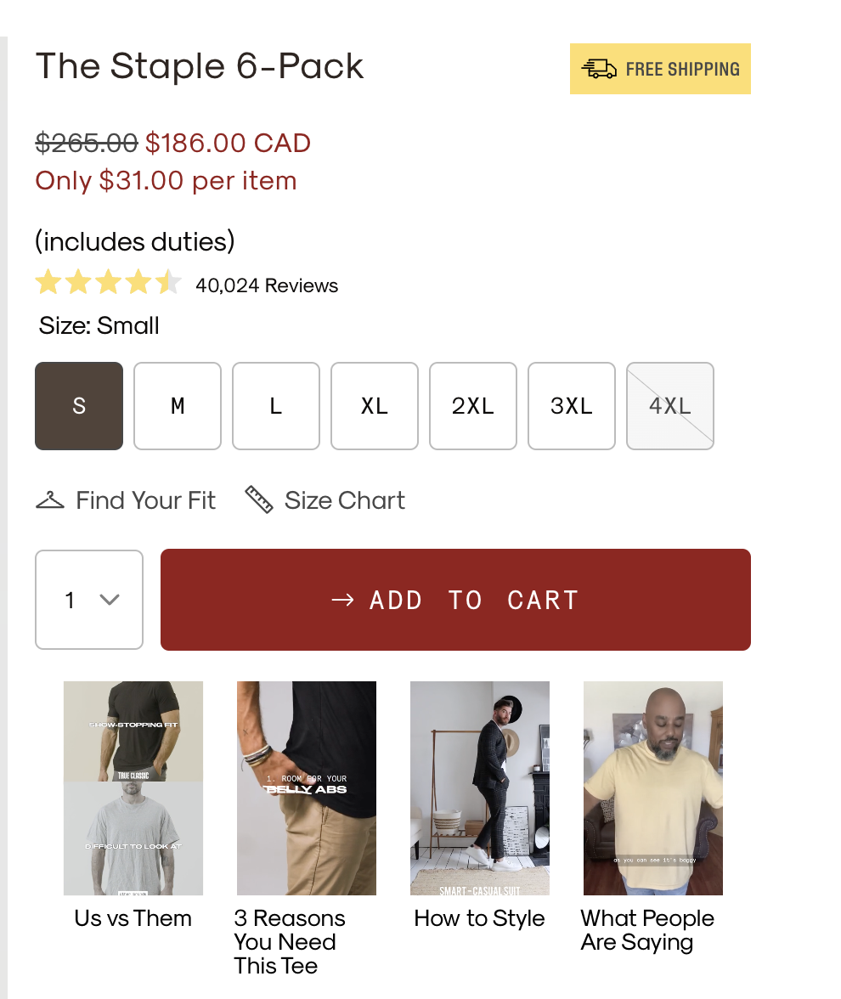 The Staple 6-Pack
FREE SHIPPING
$265.00 $186.00 CAD
Only $31.00 per item
(includes duties)
40,024 Reviews
Size: Small
S
M
L
XL
2XL
3XL
4XL
Find Your Fit
Size Chart
1
→ ADD TO CART
SHOW-STOPPING FIT
TRUE CLASSIC
DIFFICULT TO LOOK AT
other brands
Us vs Them
1. ROOM FOR YOUR
BELLY ABS
3 Reasons
You Need
This Tee
SMART-CASUAL SUIT
How to Style
as you can see it's baggy
What People
Are Saying